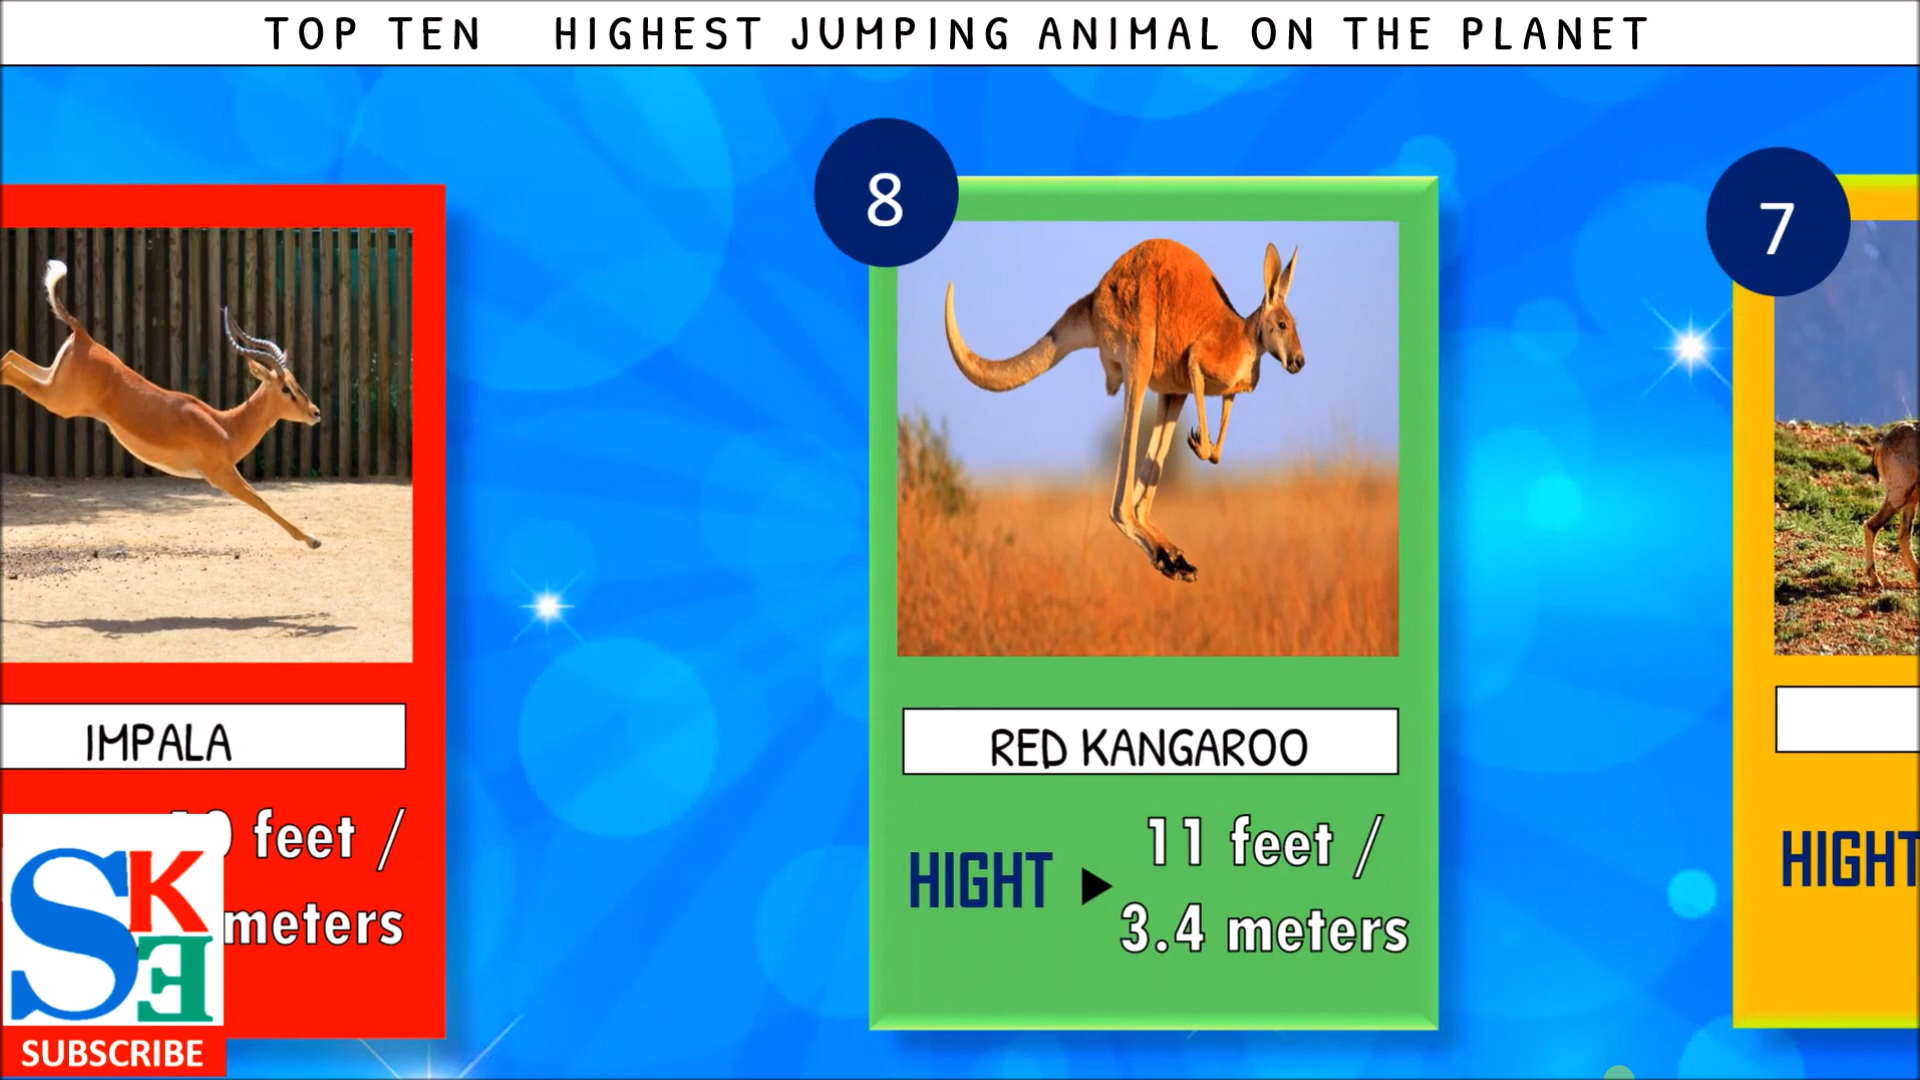 TOP TEN HIGHEST JUMPING ANIMAL ON THE PLANET
8
7
IMPALA
RED KANGAROO
feet /
meters
HIGHT
11 feet /
3.4 meters
HIGHT
SKE
SUBSCRIBE